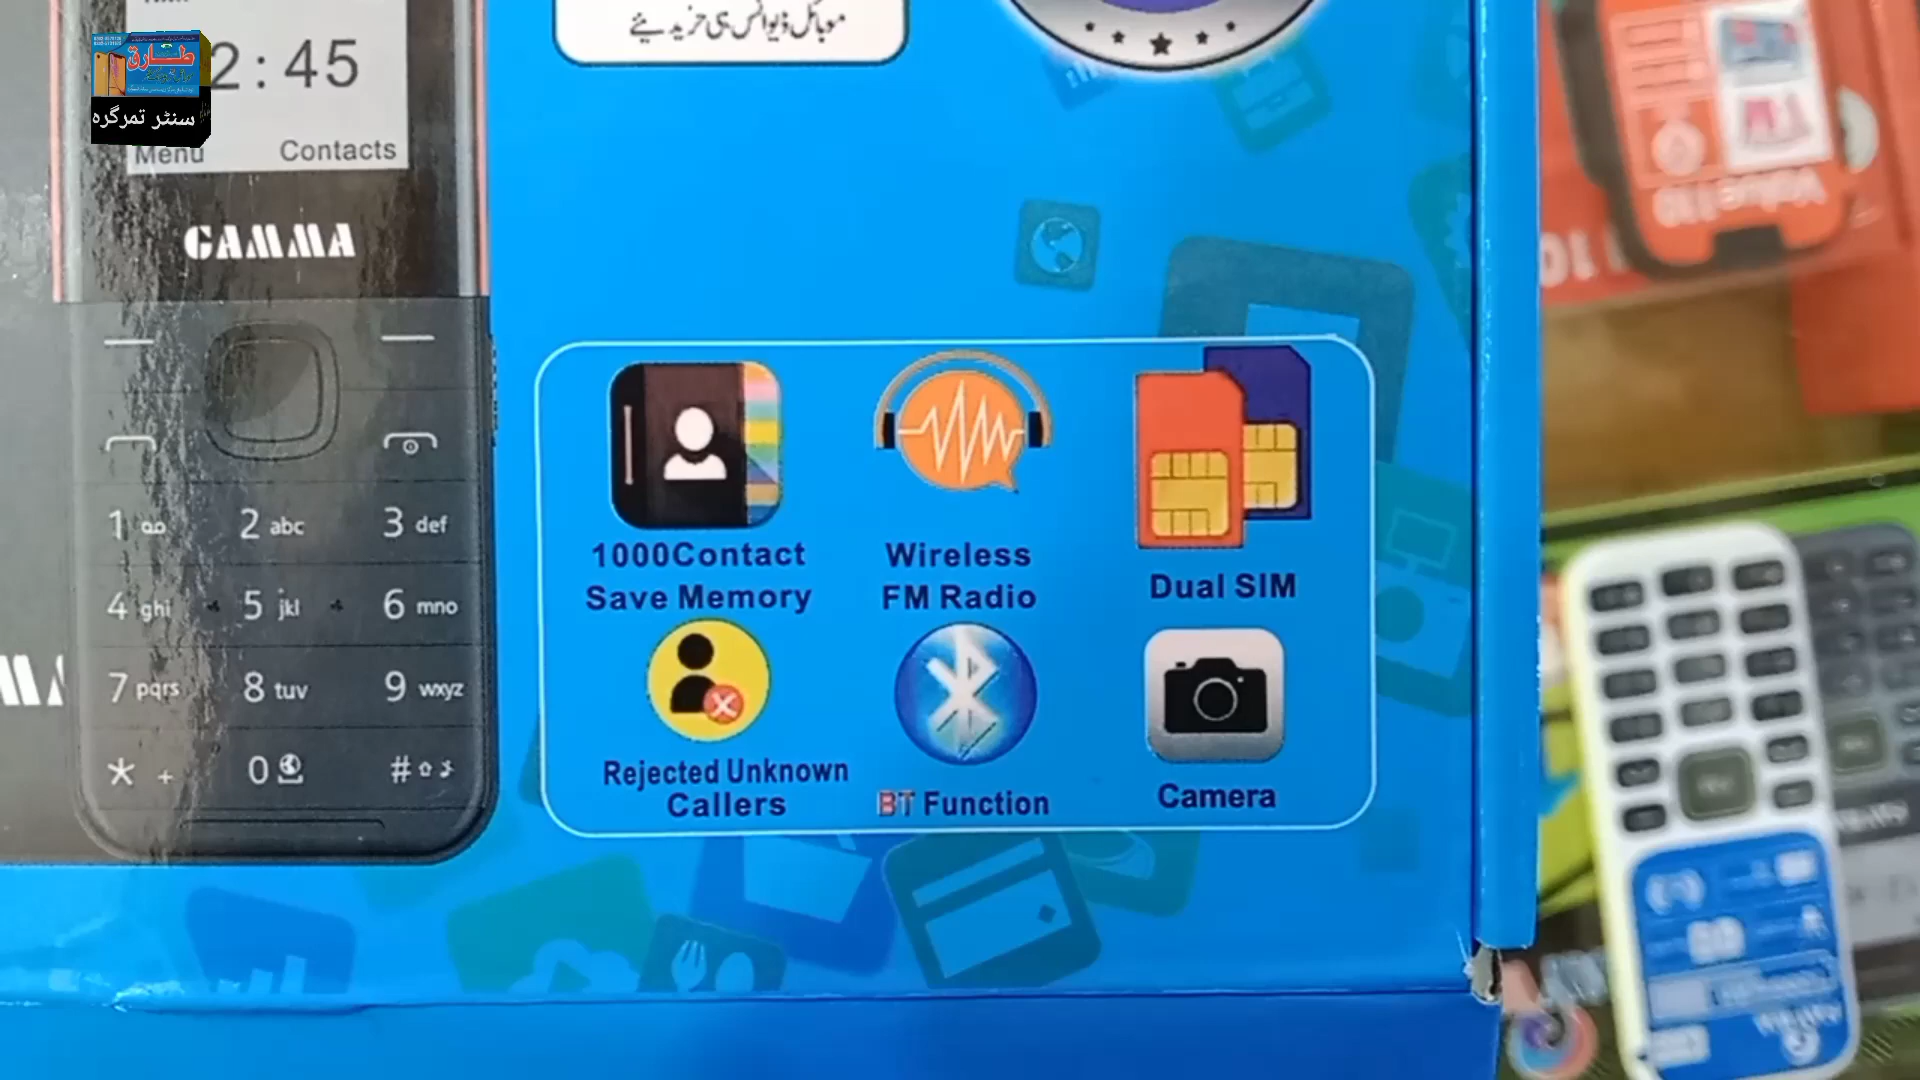 موبائل ڈیوائس ہی خریدیئے
طارق
سنٹر تمرگرہ
2:45
Menu Contacts
GAMMA
1 2 abc 3 def
4 ghi 5 jkl 6 mno
7 pqrs 8 tuv 9 wxyz
* + 0 #
1000Contact
Save Memory
Wireless
FM Radio
Dual SIM
Rejected Unknown
Callers
BT Function
Camera